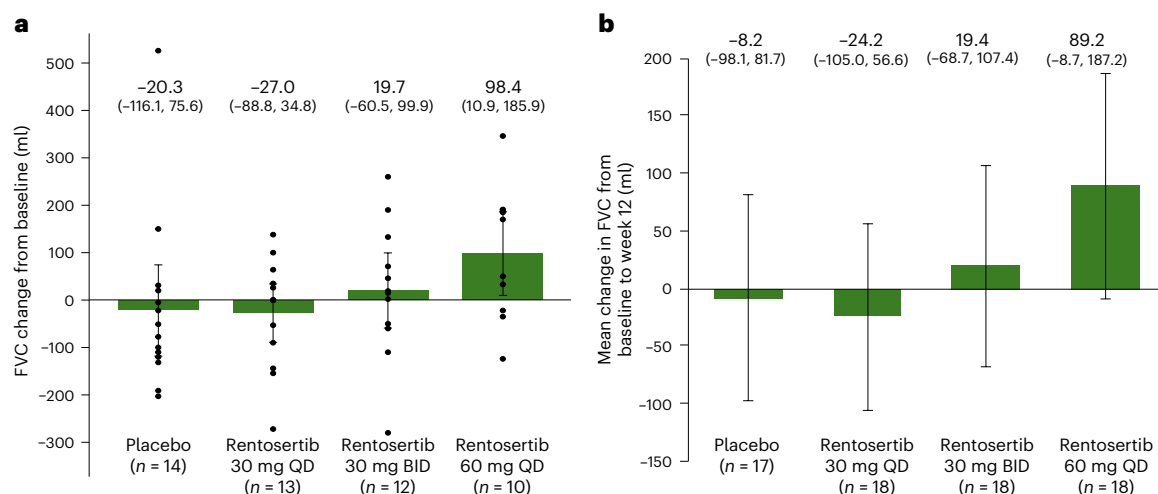 a
FVC change from baseline (ml)
500
400
300
200
100
0
–100
–200
–300
–20.3
(–116.1, 75.6)
–27.0
(–88.8, 34.8)
19.7
(–60.5, 99.9)
98.4
(10.9, 185.9)
Placebo
(n = 14)
Rentosertib
30 mg QD
(n = 13)
Rentosertib
30 mg BID
(n = 12)
Rentosertib
60 mg QD
(n = 10)
b
Mean change in FVC from
baseline to week 12 (ml)
200
150
100
50
0
–50
–100
–150
–8.2
(–98.1, 81.7)
–24.2
(–105.0, 56.6)
19.4
(–68.7, 107.4)
89.2
(–8.7, 187.2)
Placebo
(n = 17)
Rentosertib
30 mg QD
(n = 18)
Rentosertib
30 mg BID
(n = 18)
Rentosertib
60 mg QD
(n = 18)